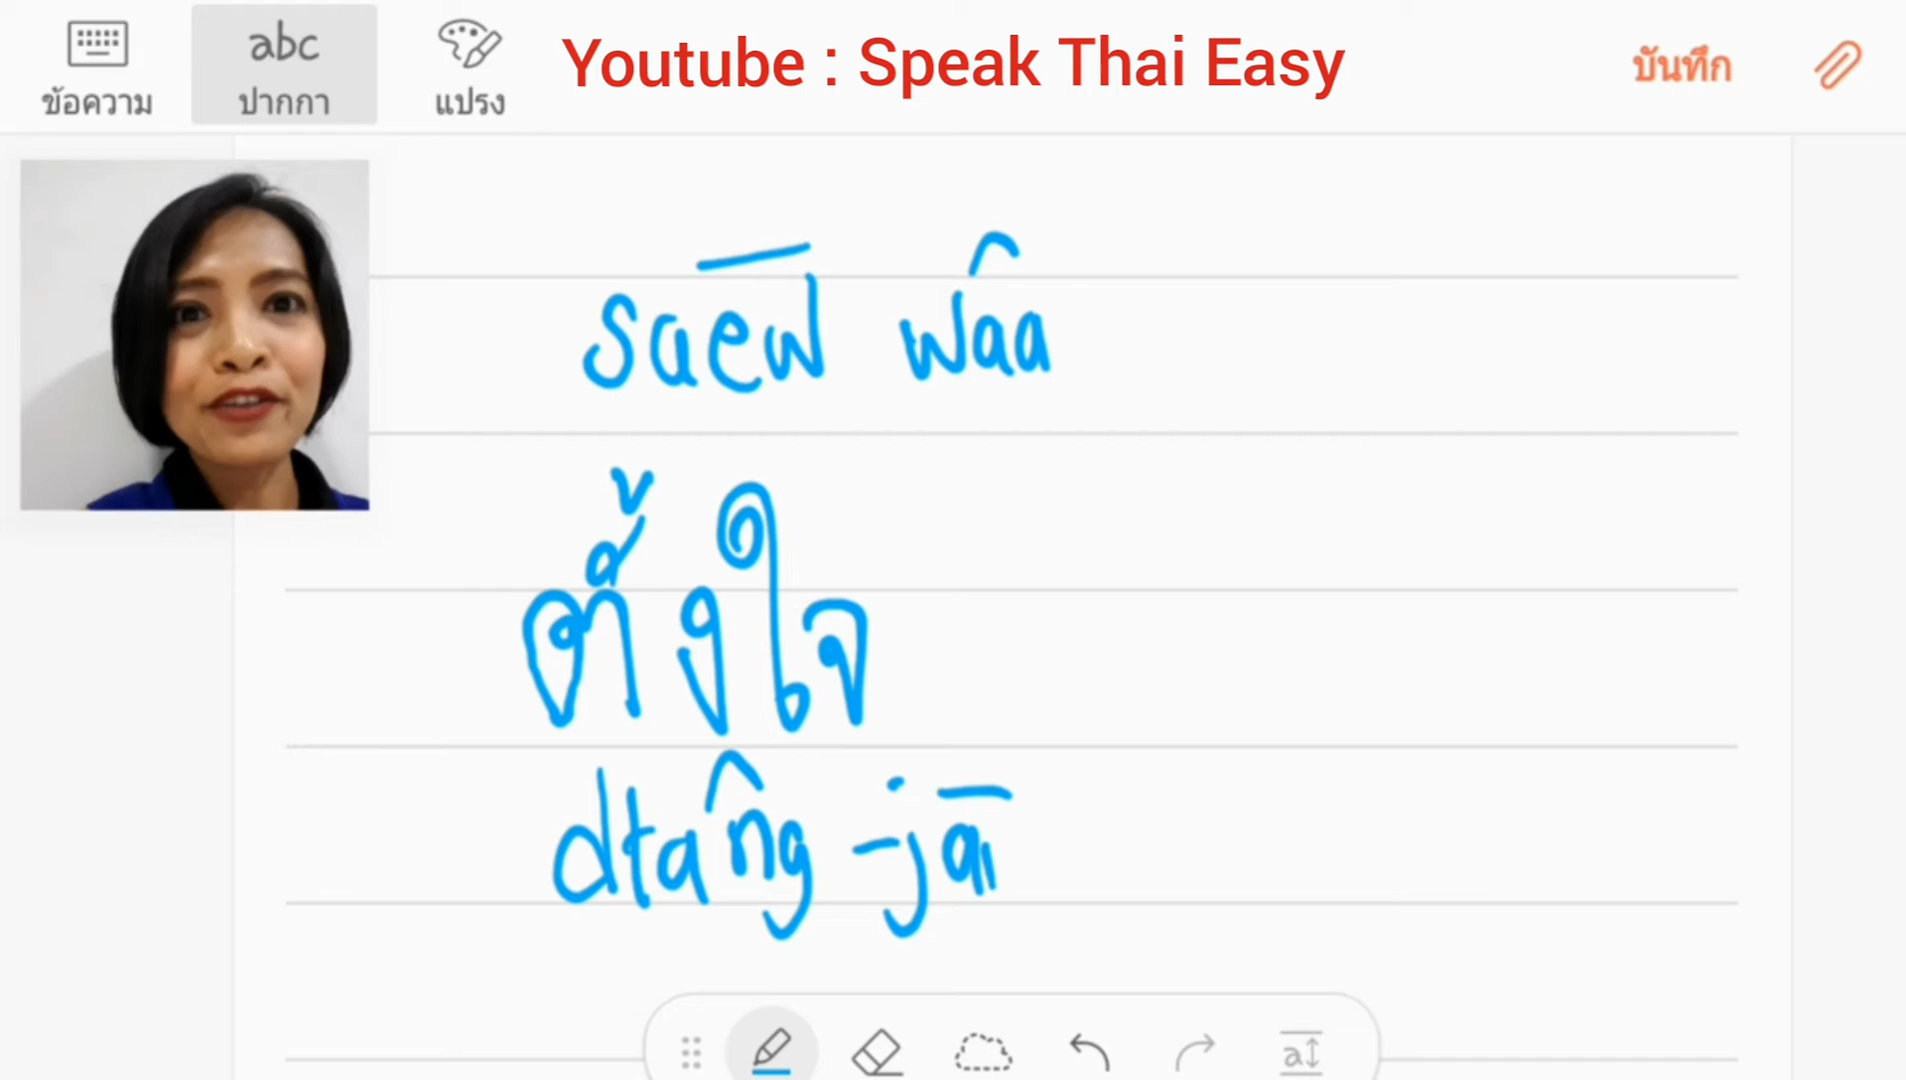 abc Youtube : Speak Thai Easy บันทึก
ข้อความ ปากกา แปรง
saew wâa
ตั้งใจ
dtâng-jai
a